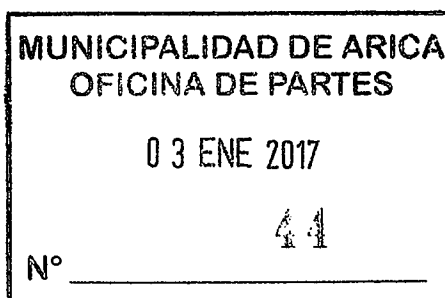 MUNICIPALIDAD DE ARICA
OFICINA DE PARTES
03 ENE 2017
44
N°